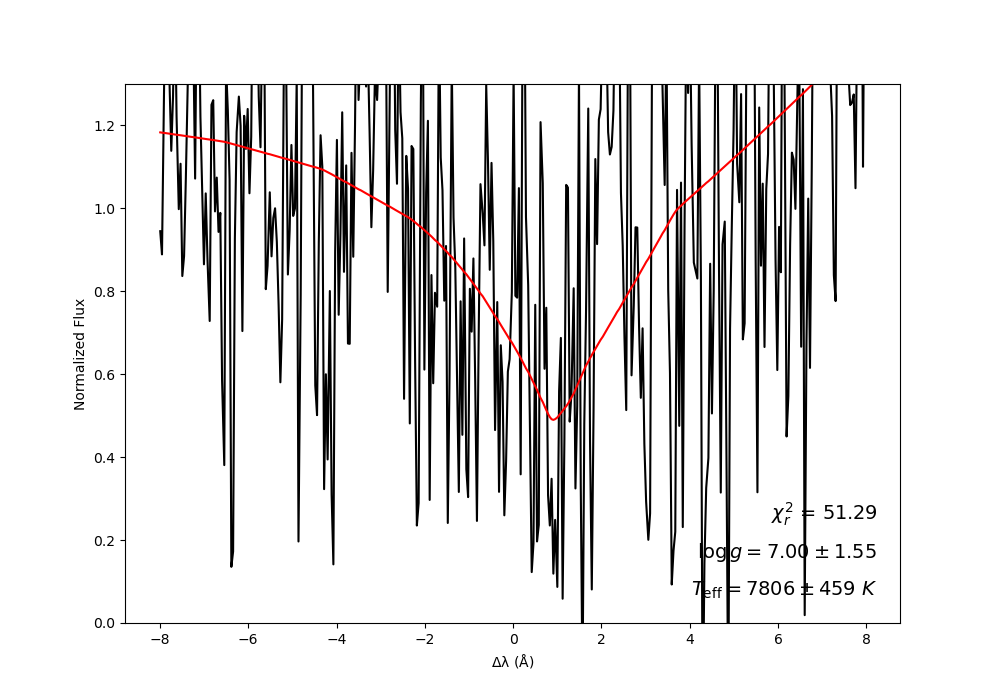 Normalized Flux
1.2
1.0
0.8
0.6
0.4
0.2
0.0
χ²ᵣ = 51.29
log g = 7.00 ± 1.55
T_eff = 7806 ± 459 K
−8 −6 −4 −2 0 2 4 6 8
Δλ (Å)